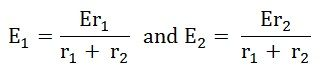 E₁ = Er₁ / (r₁ + r₂) and E₂ = Er₂ / (r₁ + r₂)